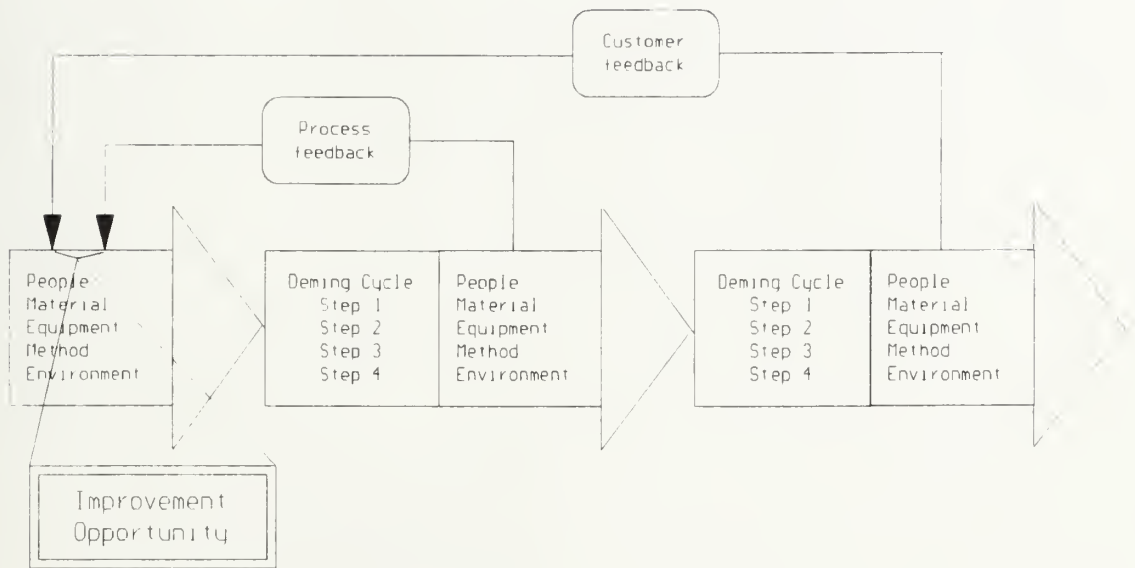 Customer
feedback
Process
feedback
People
Material
Equipment
Method
Environment
Deming Cycle
Step 1
Step 2
Step 3
Step 4
People
Material
Equipment
Method
Environment
Deming Cycle
Step 1
Step 2
Step 3
Step 4
People
Material
Equipment
Method
Environment
Improvement
Opportunity